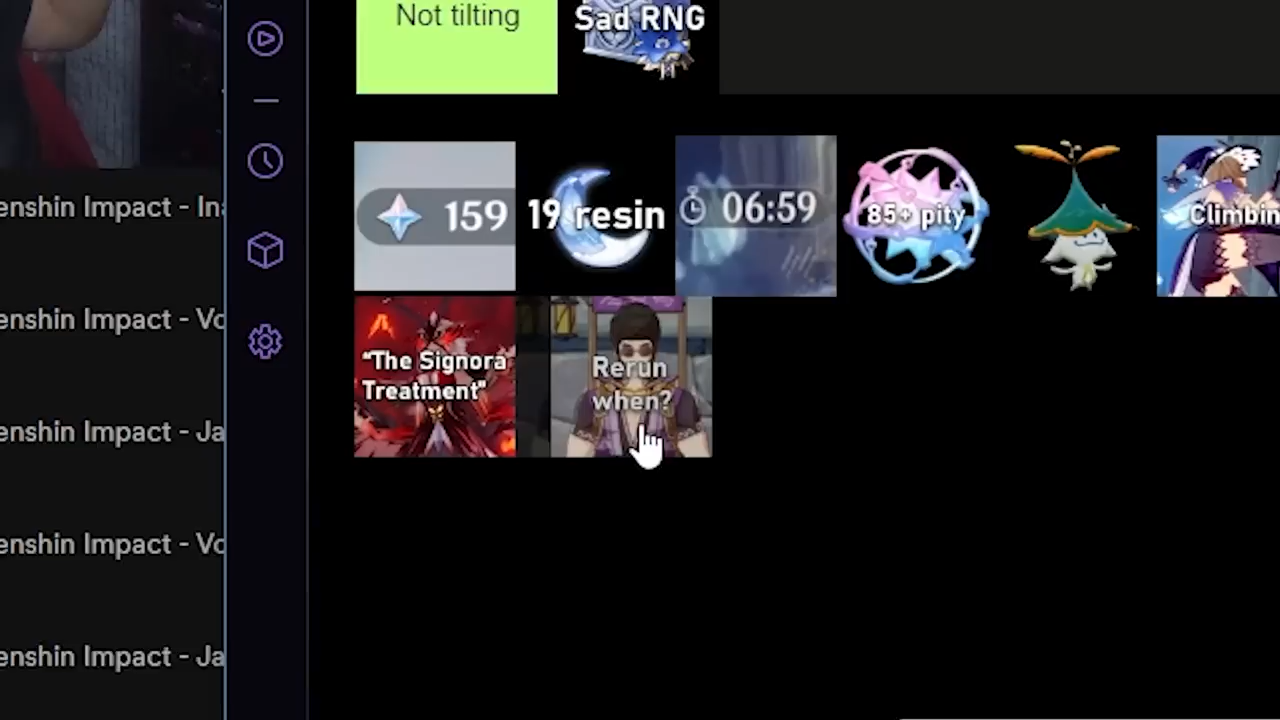 Not tilting
Sad RNG
159
19 resin
06:59
85+ pity
Climbin
"The Signora
Treatment"
Rerun
when?
enshin Impact - In
enshin Impact - Vo
enshin Impact - Ja
enshin Impact - Vo
enshin Impact - Ja